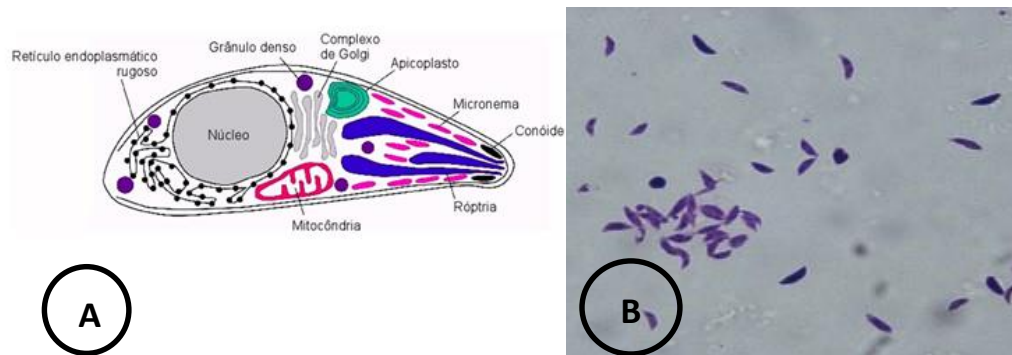 Retículo endoplasmático
rugoso
Grânulo denso
Complexo
de Golgi
Apicoplasto
Micronema
Conóide
Núcleo
Mitocôndria
Róptria
A
B